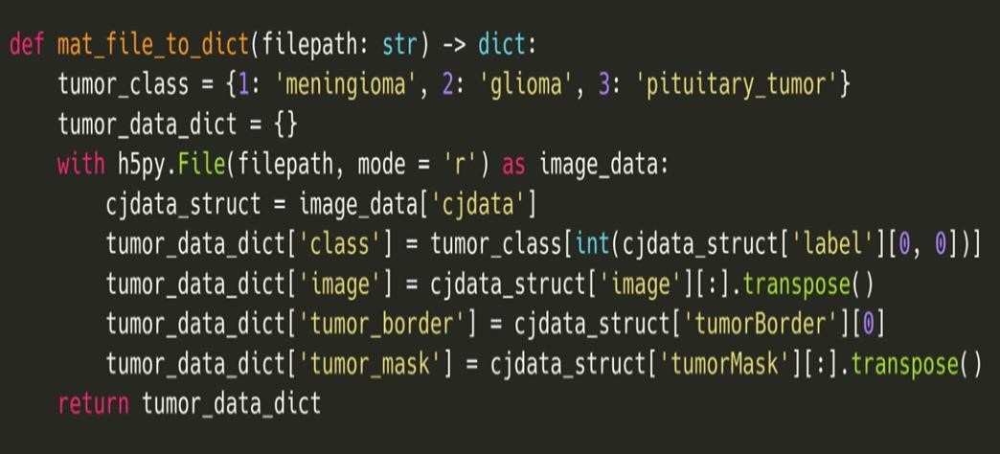 def mat_file_to_dict(filepath: str) -> dict:
    tumor_class = {1: 'meningioma', 2: 'glioma', 3: 'pituitary_tumor'}
    tumor_data_dict = {}
    with h5py.File(filepath, mode = 'r') as image_data:
        cjdata_struct = image_data['cjdata']
        tumor_data_dict['class'] = tumor_class[int(cjdata_struct['label'][0, 0])]
        tumor_data_dict['image'] = cjdata_struct['image'][:].transpose()
        tumor_data_dict['tumor_border'] = cjdata_struct['tumorBorder'][0]
        tumor_data_dict['tumor_mask'] = cjdata_struct['tumorMask'][:].transpose()
    return tumor_data_dict